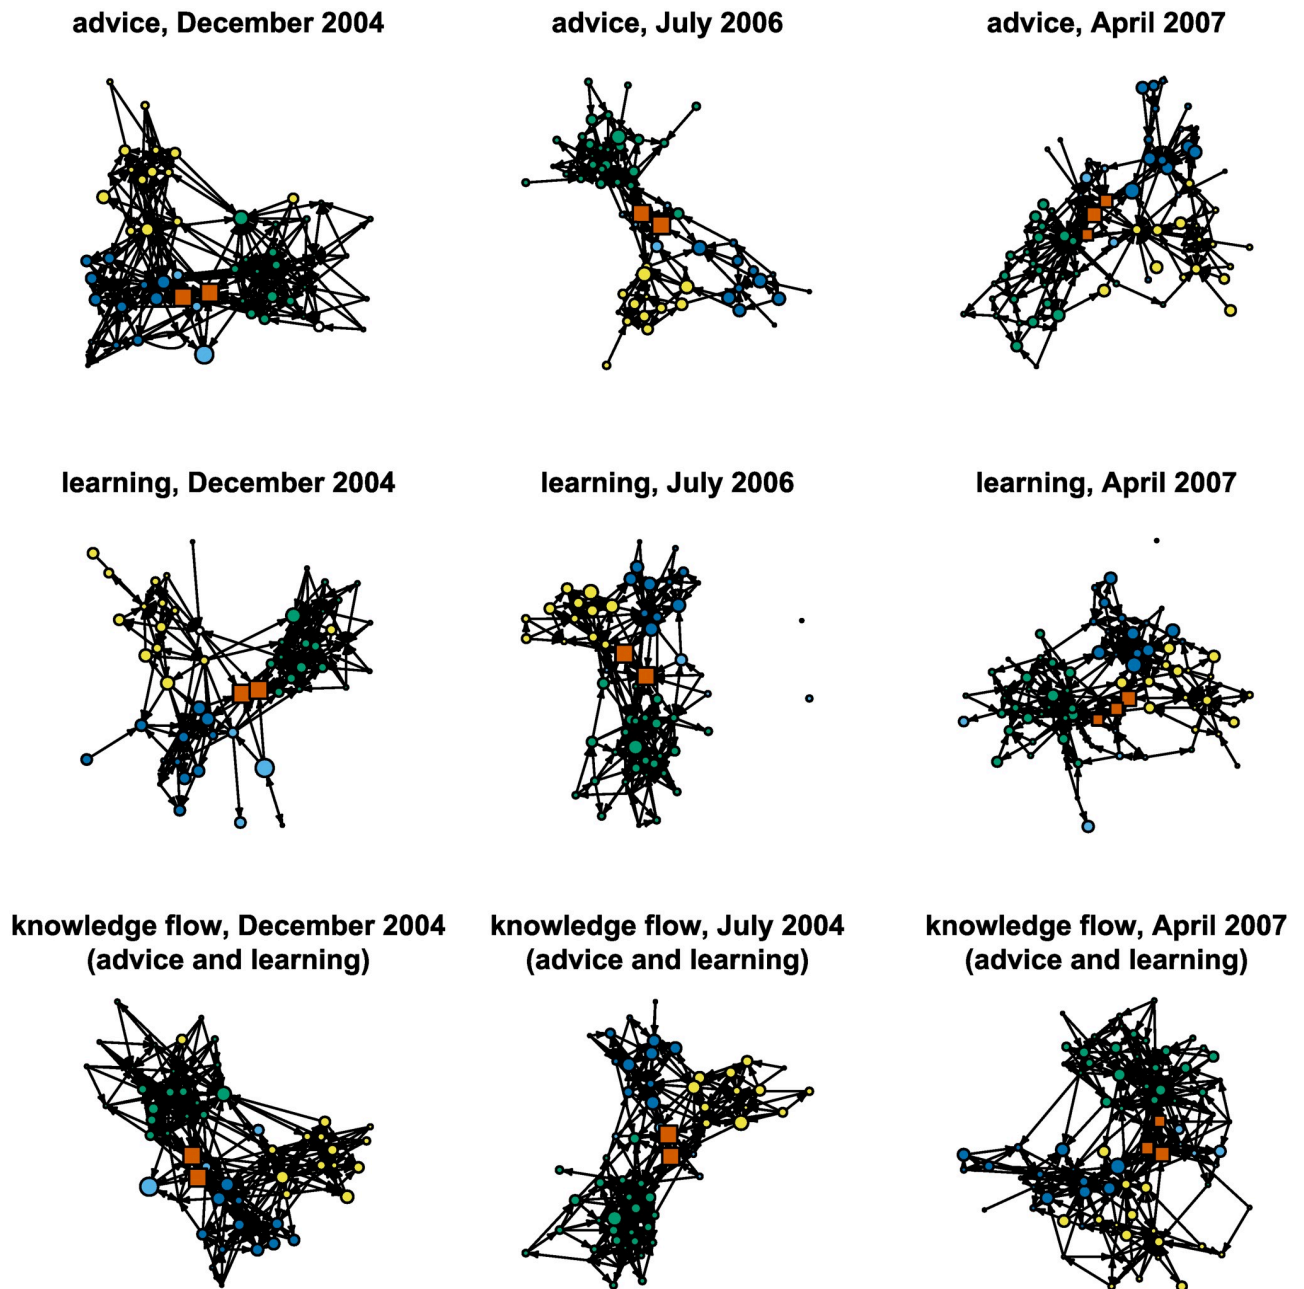 advice, December 2004
advice, July 2006
advice, April 2007
learning, December 2004
learning, July 2006
learning, April 2007
knowledge flow, December 2004
(advice and learning)
knowledge flow, July 2004
(advice and learning)
knowledge flow, April 2007
(advice and learning)